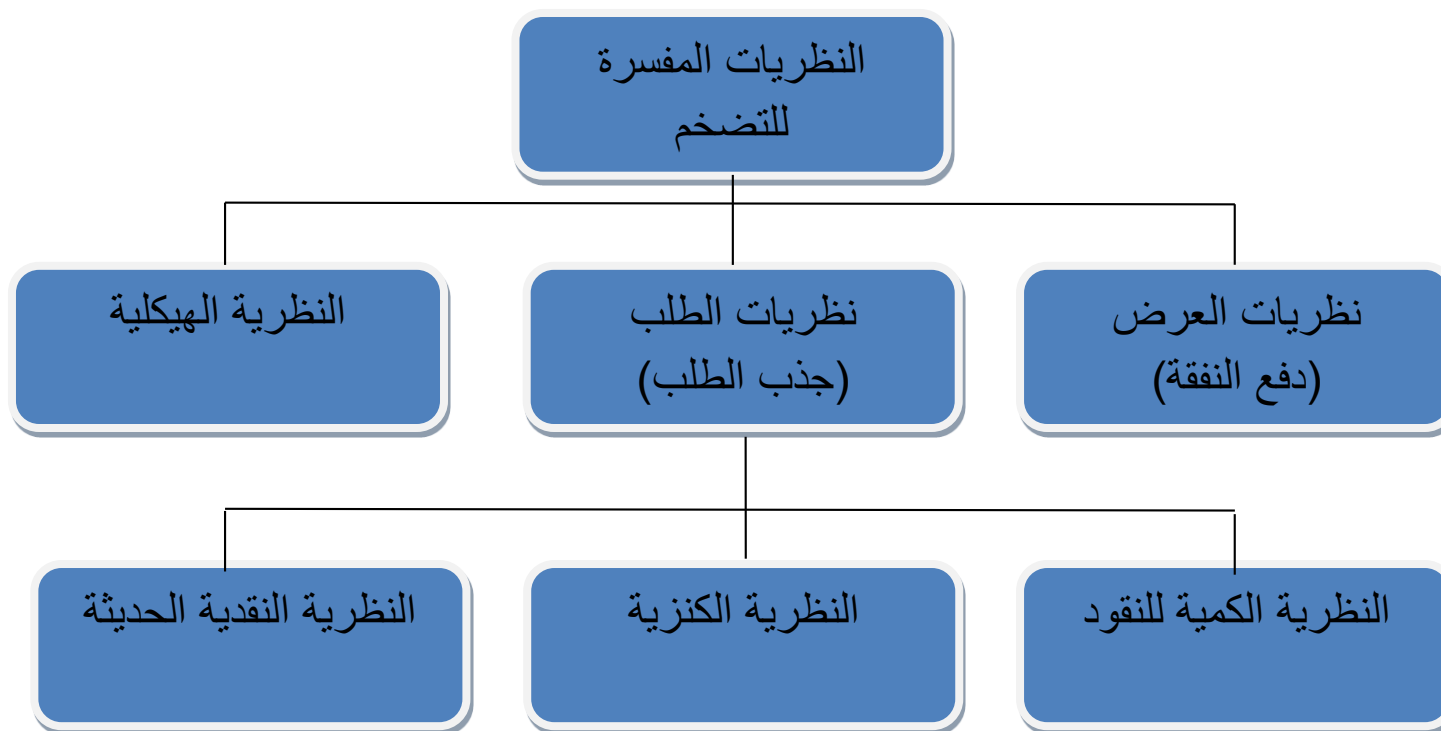 النظريات المفسرة
للتضخم
نظريات العرض
(دفع النفقة)
نظريات الطلب
(جذب الطلب)
النظرية الهيكلية
النظرية الكمية للنقود
النظرية الكنزية
النظرية النقدية الحديثة